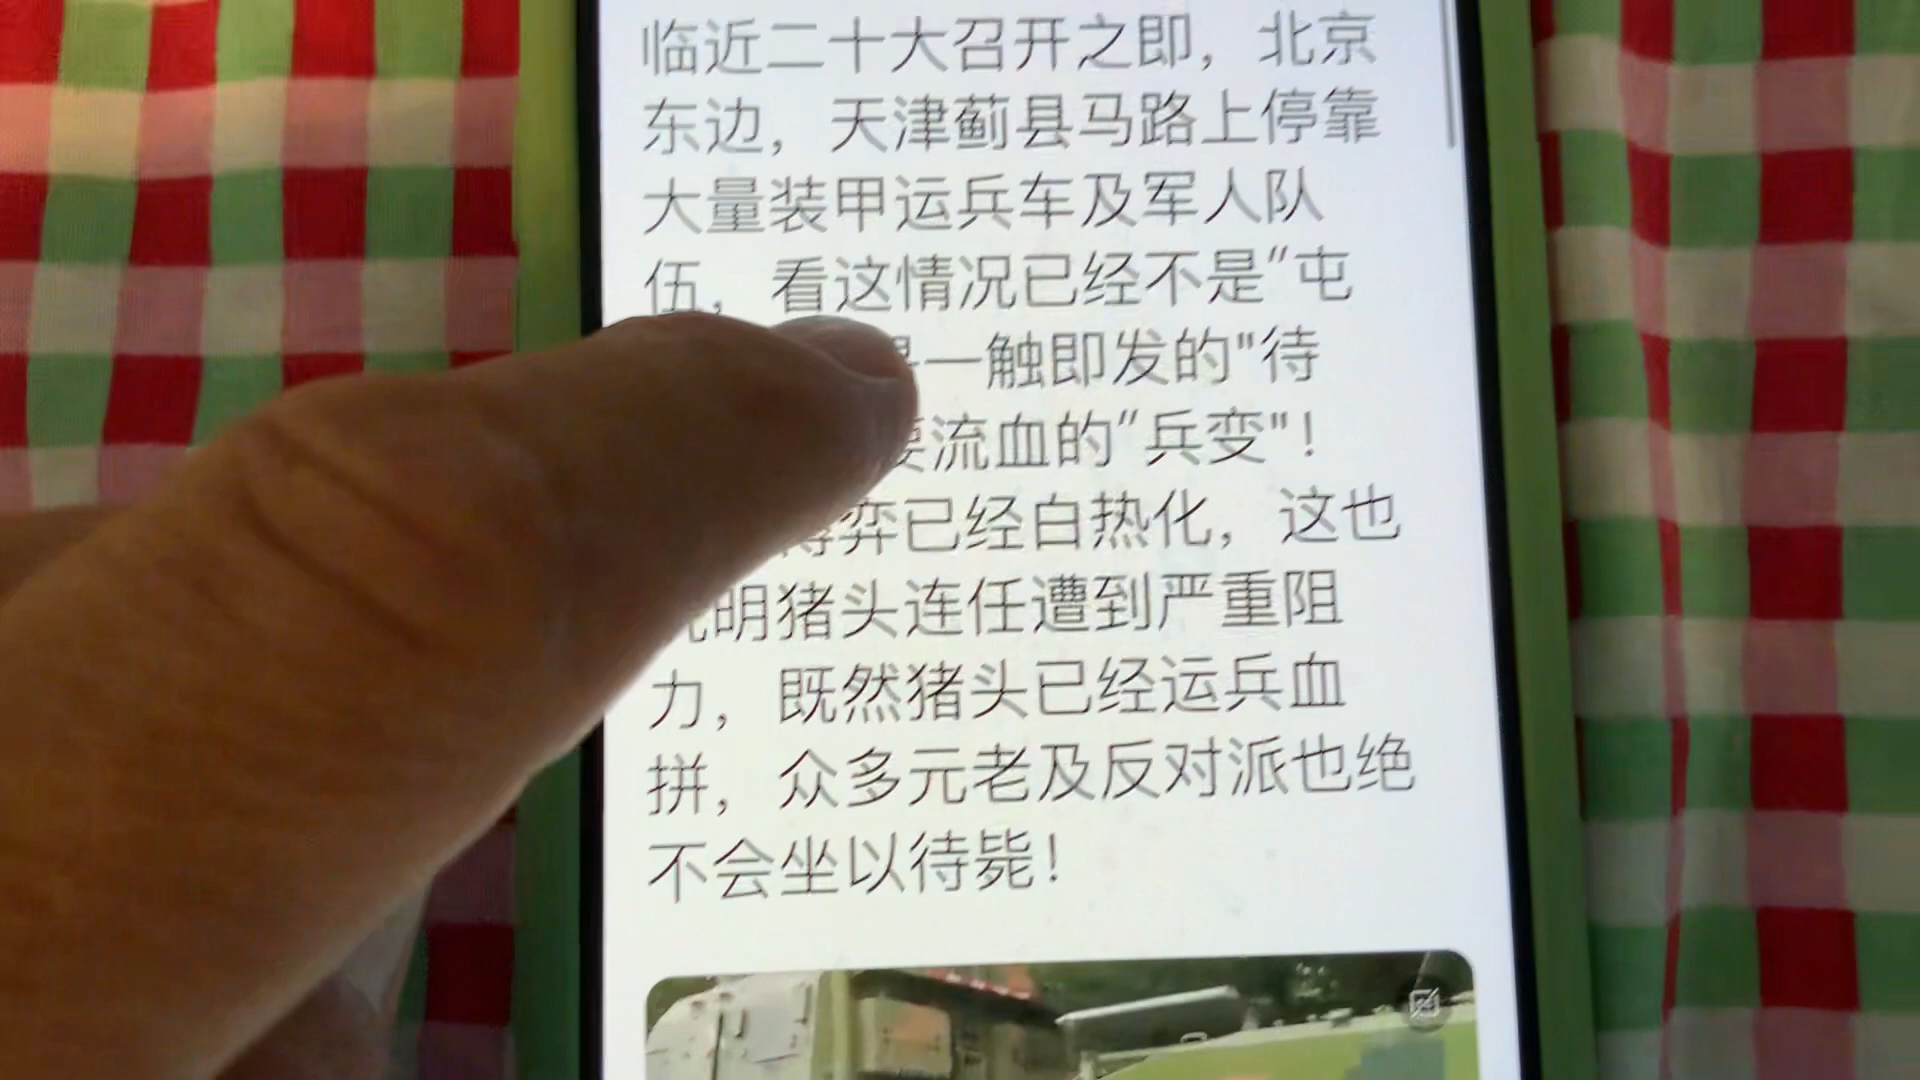 临近二十大召开之即，北京
东边，天津蓟县马路上停靠
大量装甲运兵车及军人队
伍，看这情况已经不是"屯
一触即发的"待
要流血的"兵变"！
博弈已经白热化，这也
明猪头连任遭到严重阻
力，既然猪头已经运兵血
拼，众多元老及反对派也绝
不会坐以待毙！